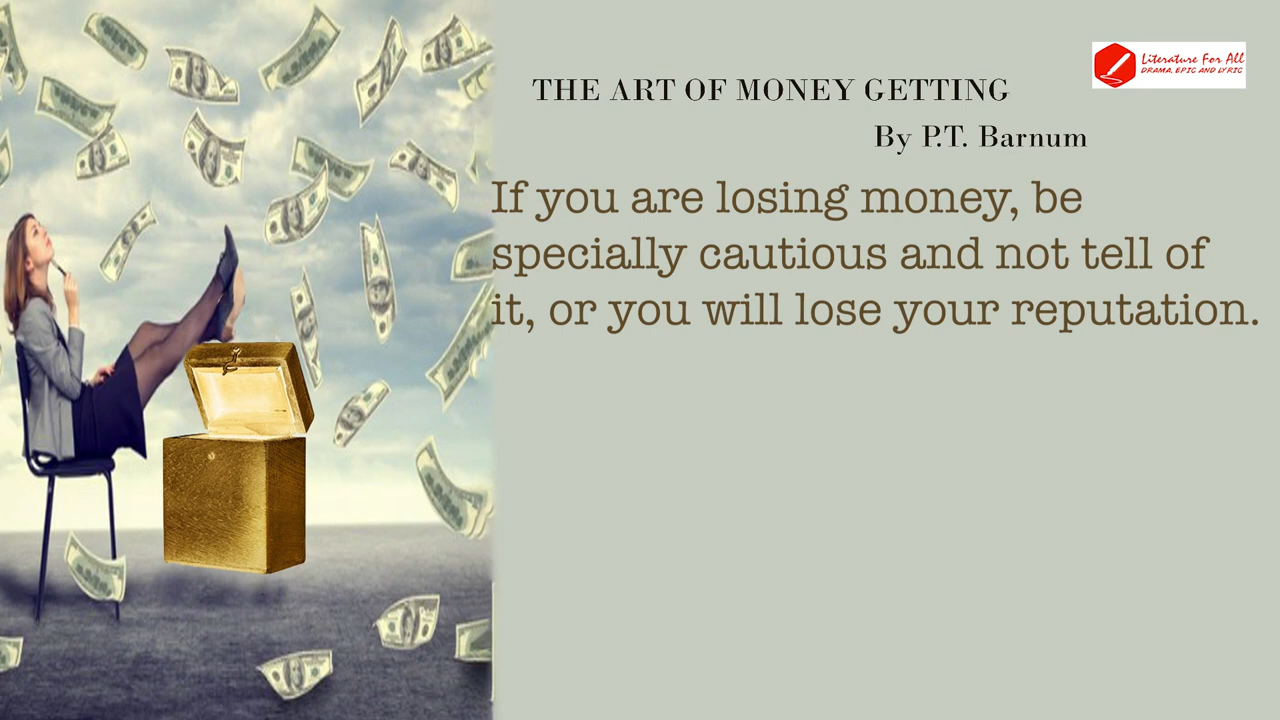 Literature For All
DRAMA, EPIC AND LYRIC
THE ART OF MONEY GETTING
By P.T. Barnum
If you are losing money, be
specially cautious and not tell of
it, or you will lose your reputation.